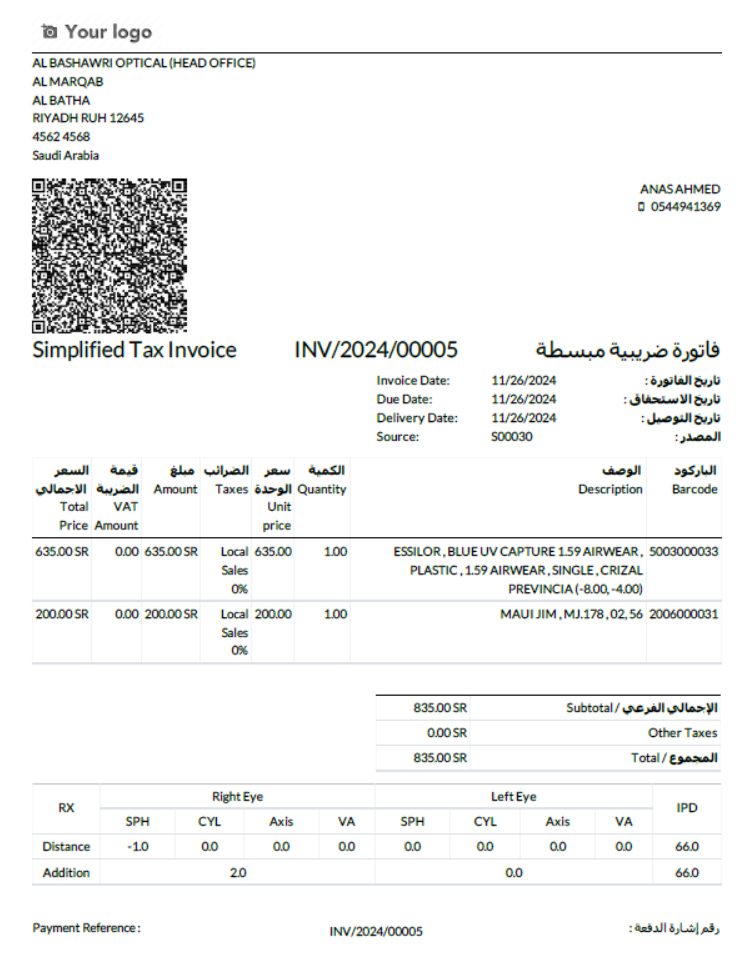 Your logo
AL BASHAWRI OPTICAL (HEAD OFFICE)
AL MARQAB
AL BATHA
RIYADH RUH 12645
4562 4568
Saudi Arabia
ANAS AHMED
0544941369
Simplified Tax Invoice INV/2024/00005 فاتورة ضريبية مبسطة
Invoice Date: 11/26/2024 تاريخ الفاتورة :
Due Date: 11/26/2024 تاريخ الاستحقاق :
Delivery Date: 11/26/2024 تاريخ التوصيل :
Source: S00030 المصدر :
السعر قيمة مبلغ الضرائب سعر الكمية الوصف الباركود
الاجمالي الضريبة Amount Taxes الوحدة Quantity Description Barcode
Total VAT Unit
Price Amount price
635.00 SR 0.00 635.00 SR Local 635.00 1.00 ESSILOR , BLUE UV CAPTURE 1.59 AIRWEAR , 5003000033
Sales PLASTIC , 1.59 AIRWEAR , SINGLE , CRIZAL
0% PREVINCIA (-8.00, -4.00)
200.00 SR 0.00 200.00 SR Local 200.00 1.00 MAUI JIM , MJ.178 , 02, 56 2006000031
Sales
0%
835.00 SR Subtotal / الإجمالي الفرعي
0.00 SR Other Taxes
835.00 SR Total / المجموع
RX Right Eye Left Eye IPD
SPH CYL Axis VA SPH CYL Axis VA
Distance -1.0 0.0 0.0 0.0 0.0 0.0 0.0 0.0 66.0
Addition 2.0 0.0 66.0
Payment Reference : INV/2024/00005 رقم إشارة الدفعة :